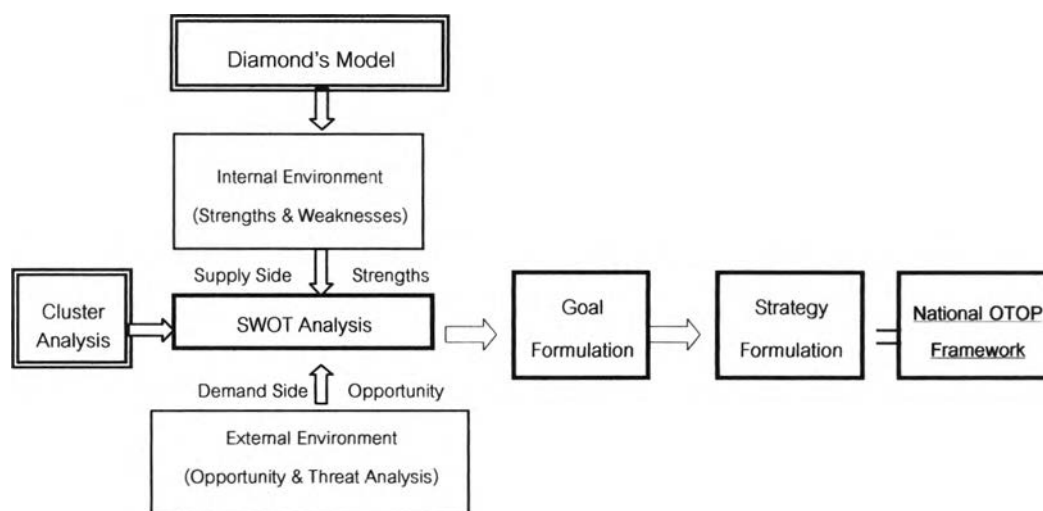 Diamond's Model
Internal Environment
(Strengths & Weaknesses)
Supply Side Strengths
Cluster
Analysis
SWOT Analysis
Goal
Formulation
Strategy
Formulation
National OTOP
Framework
Demand Side Opportunity
External Environment
(Opportunity & Threat Analysis)